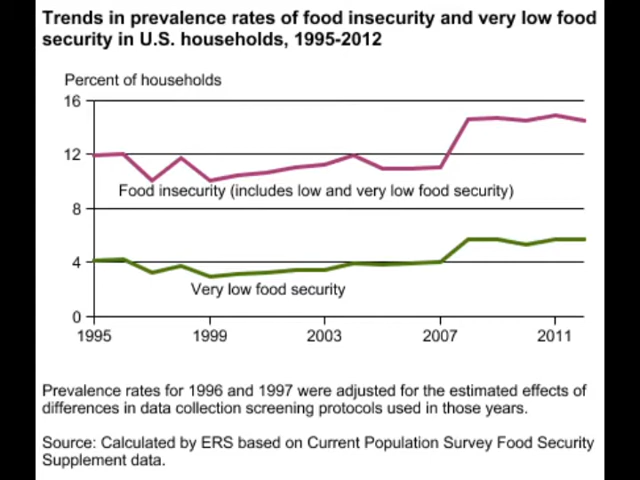 Trends in prevalence rates of food insecurity and very low food
security in U.S. households, 1995-2012
Percent of households
16
12
Food insecurity (includes low and very low food security)
8
4
Very low food security
0
1995 1999 2003 2007 2011
Prevalence rates for 1996 and 1997 were adjusted for the estimated effects of
differences in data collection screening protocols used in those years.
Source: Calculated by ERS based on Current Population Survey Food Security
Supplement data.